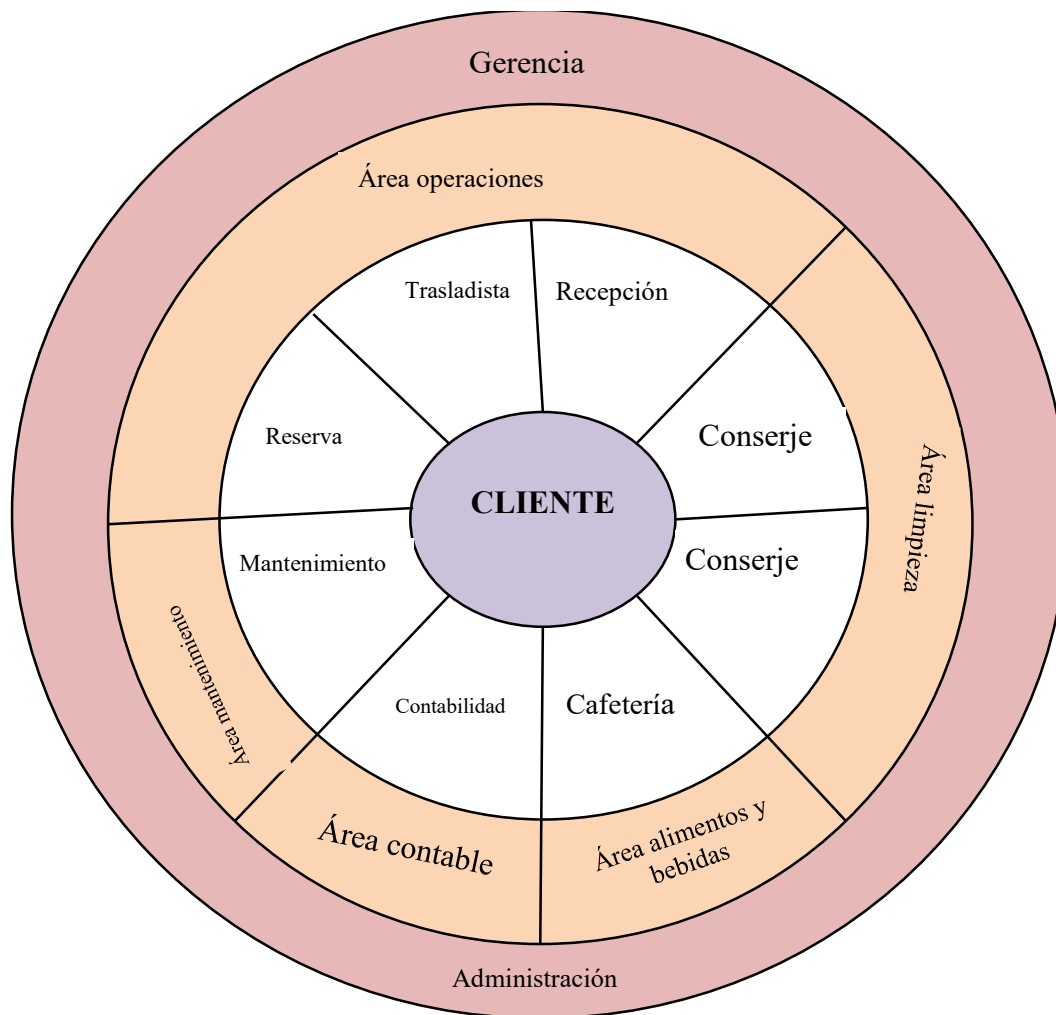 Gerencia
Área operaciones
Trasladista
Recepción
Reserva
Conserje
CLIENTE
Área limpieza
Mantenimiento
Conserje
Área mantenimiento
Contabilidad
Cafetería
Área contable
Área alimentos y
bebidas
Administración